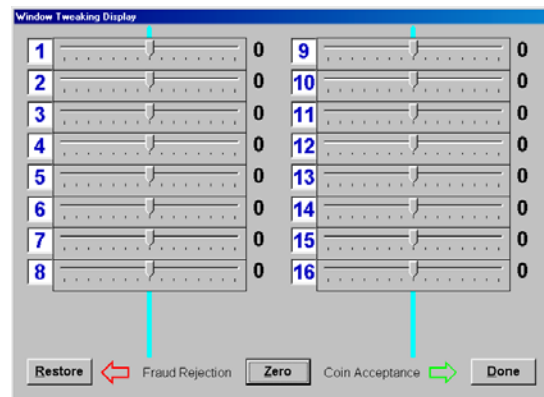 Window Tweaking Display
1 0 9 0
2 0 10 0
3 0 11 0
4 0 12 0
5 0 13 0
6 0 14 0
7 0 15 0
8 0 16 0
Restore Fraud Rejection Zero Coin Acceptance Done